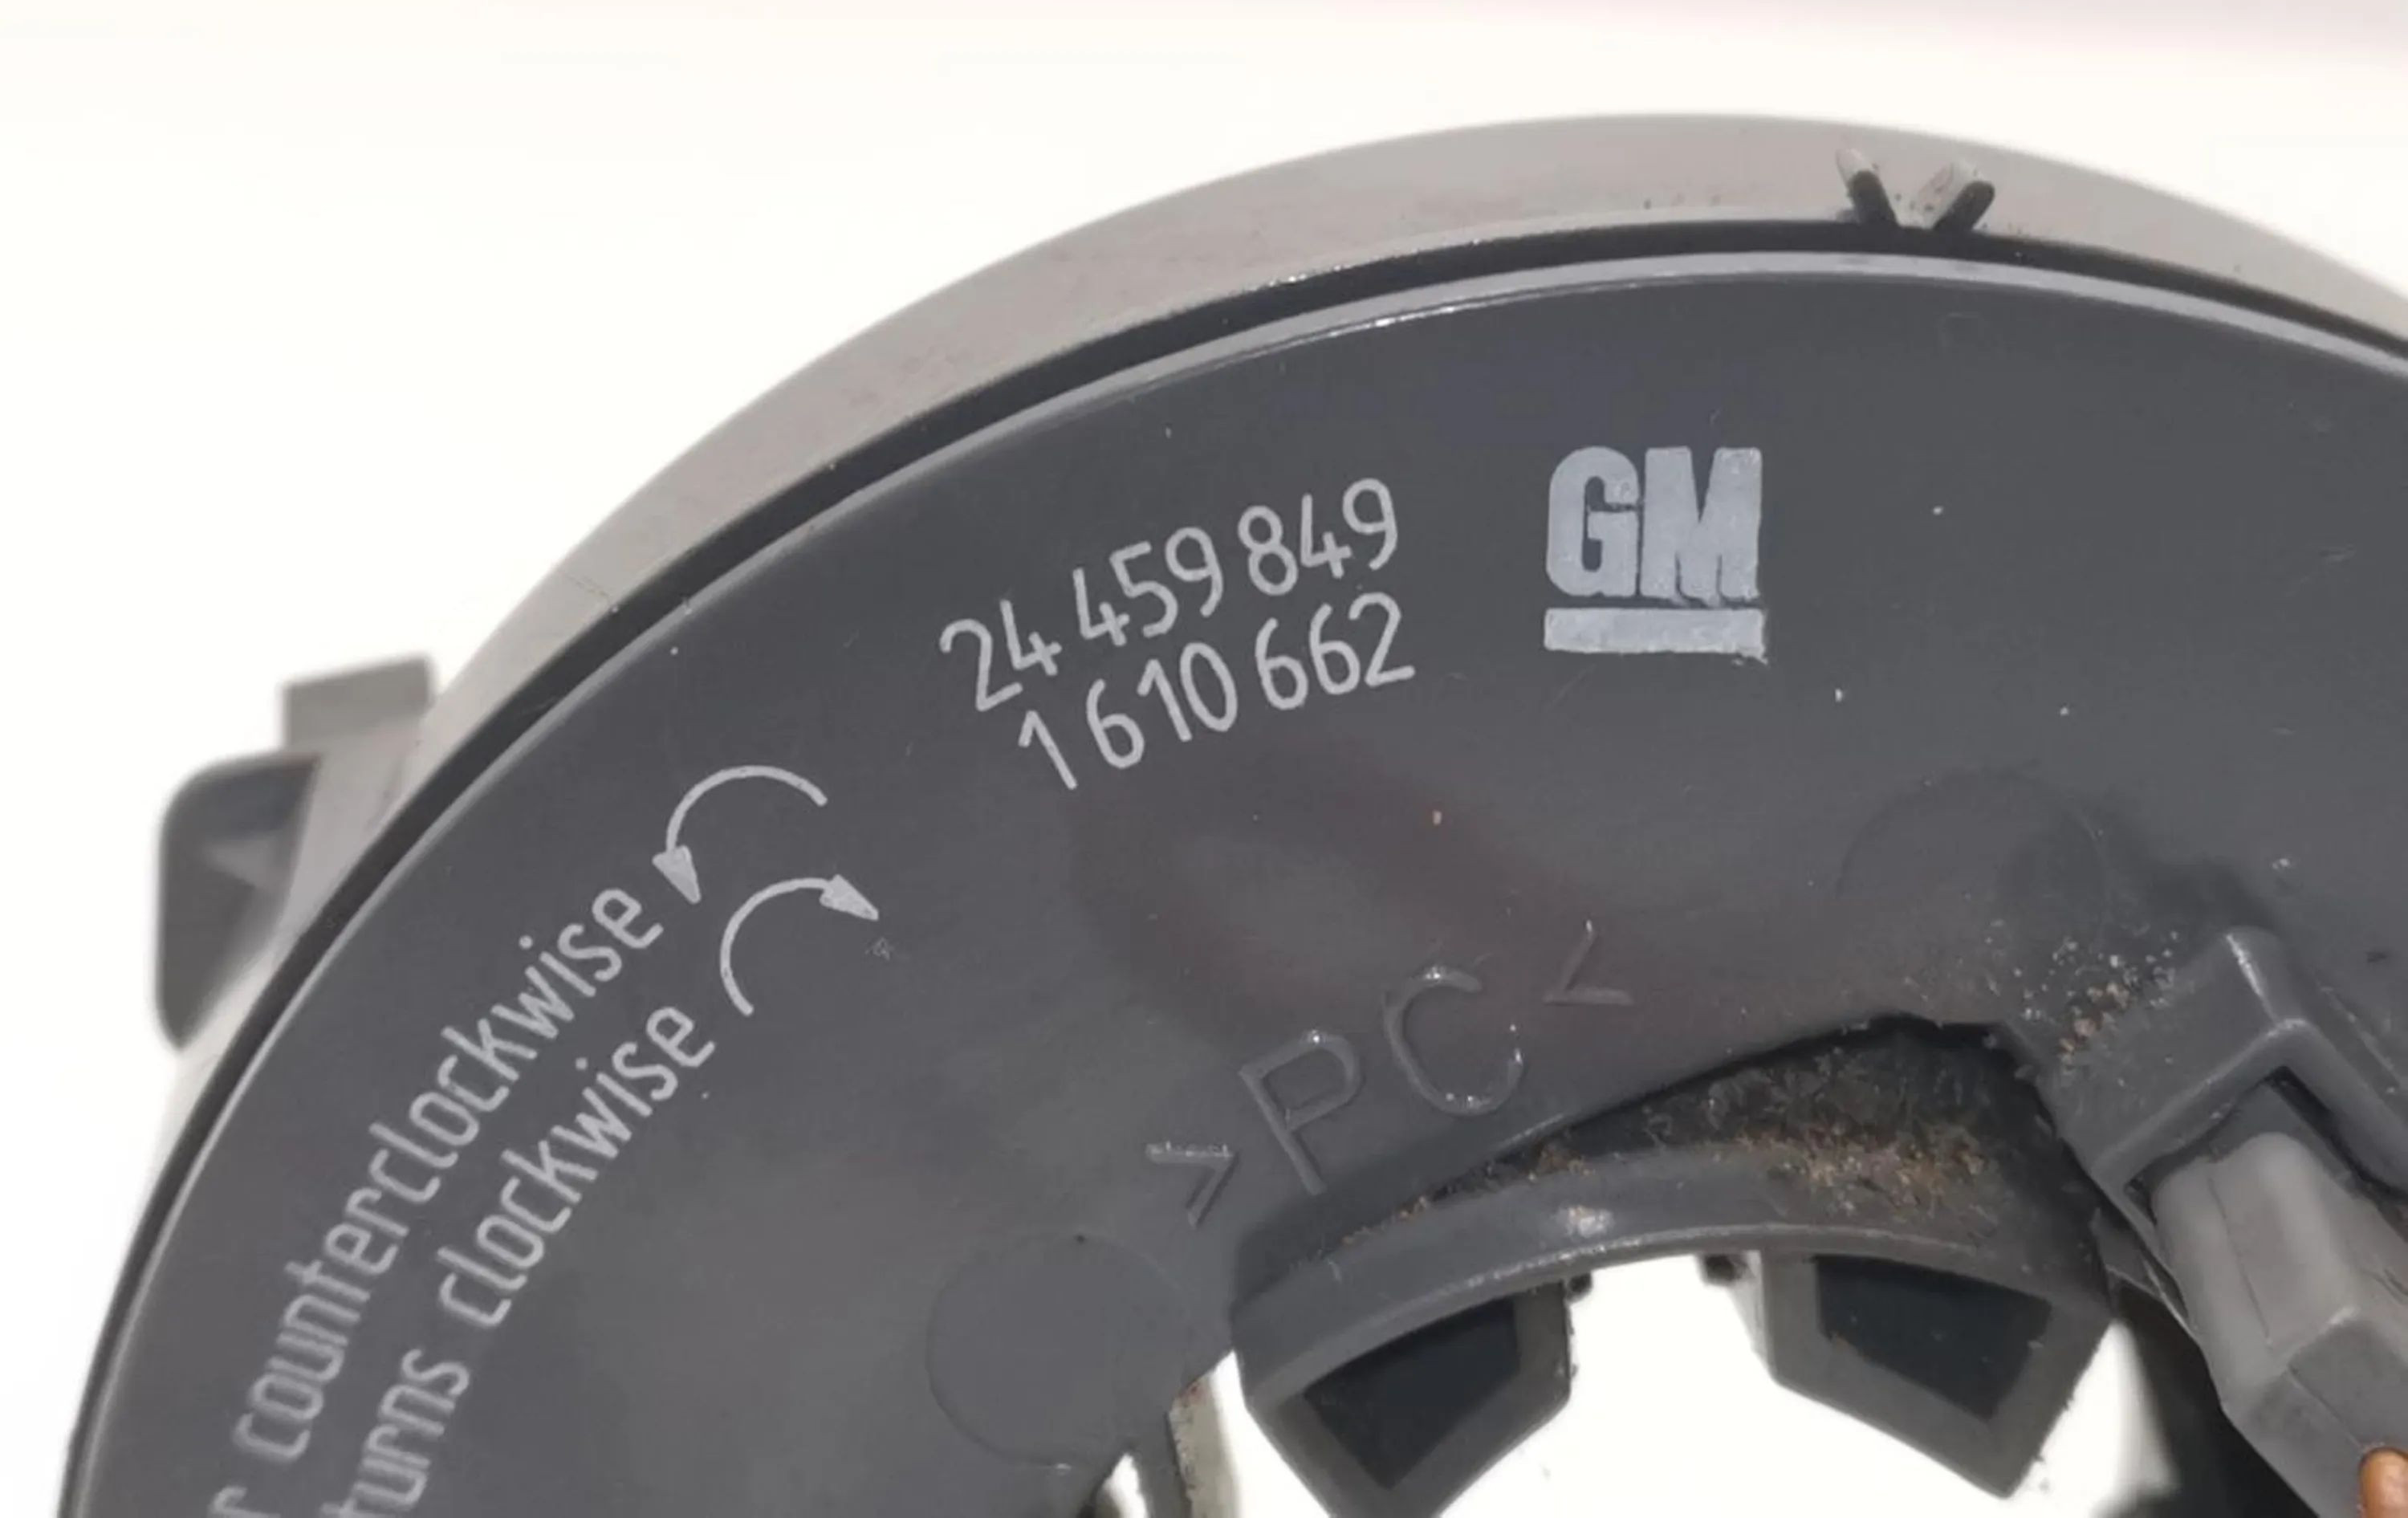 24 459 849
1 610 662
GM
counterclockwise
turns clockwise
>PC<